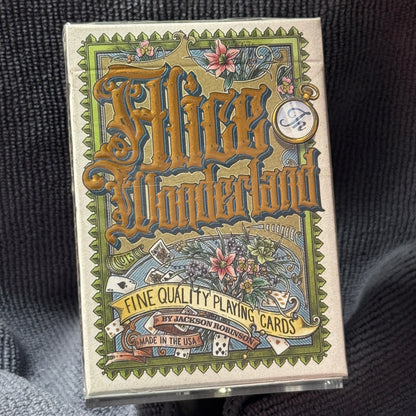 Alice
In
Wonderland
FINE QUALITY PLAYING CARDS
BY JACKSON ROBINSON
MADE IN THE USA